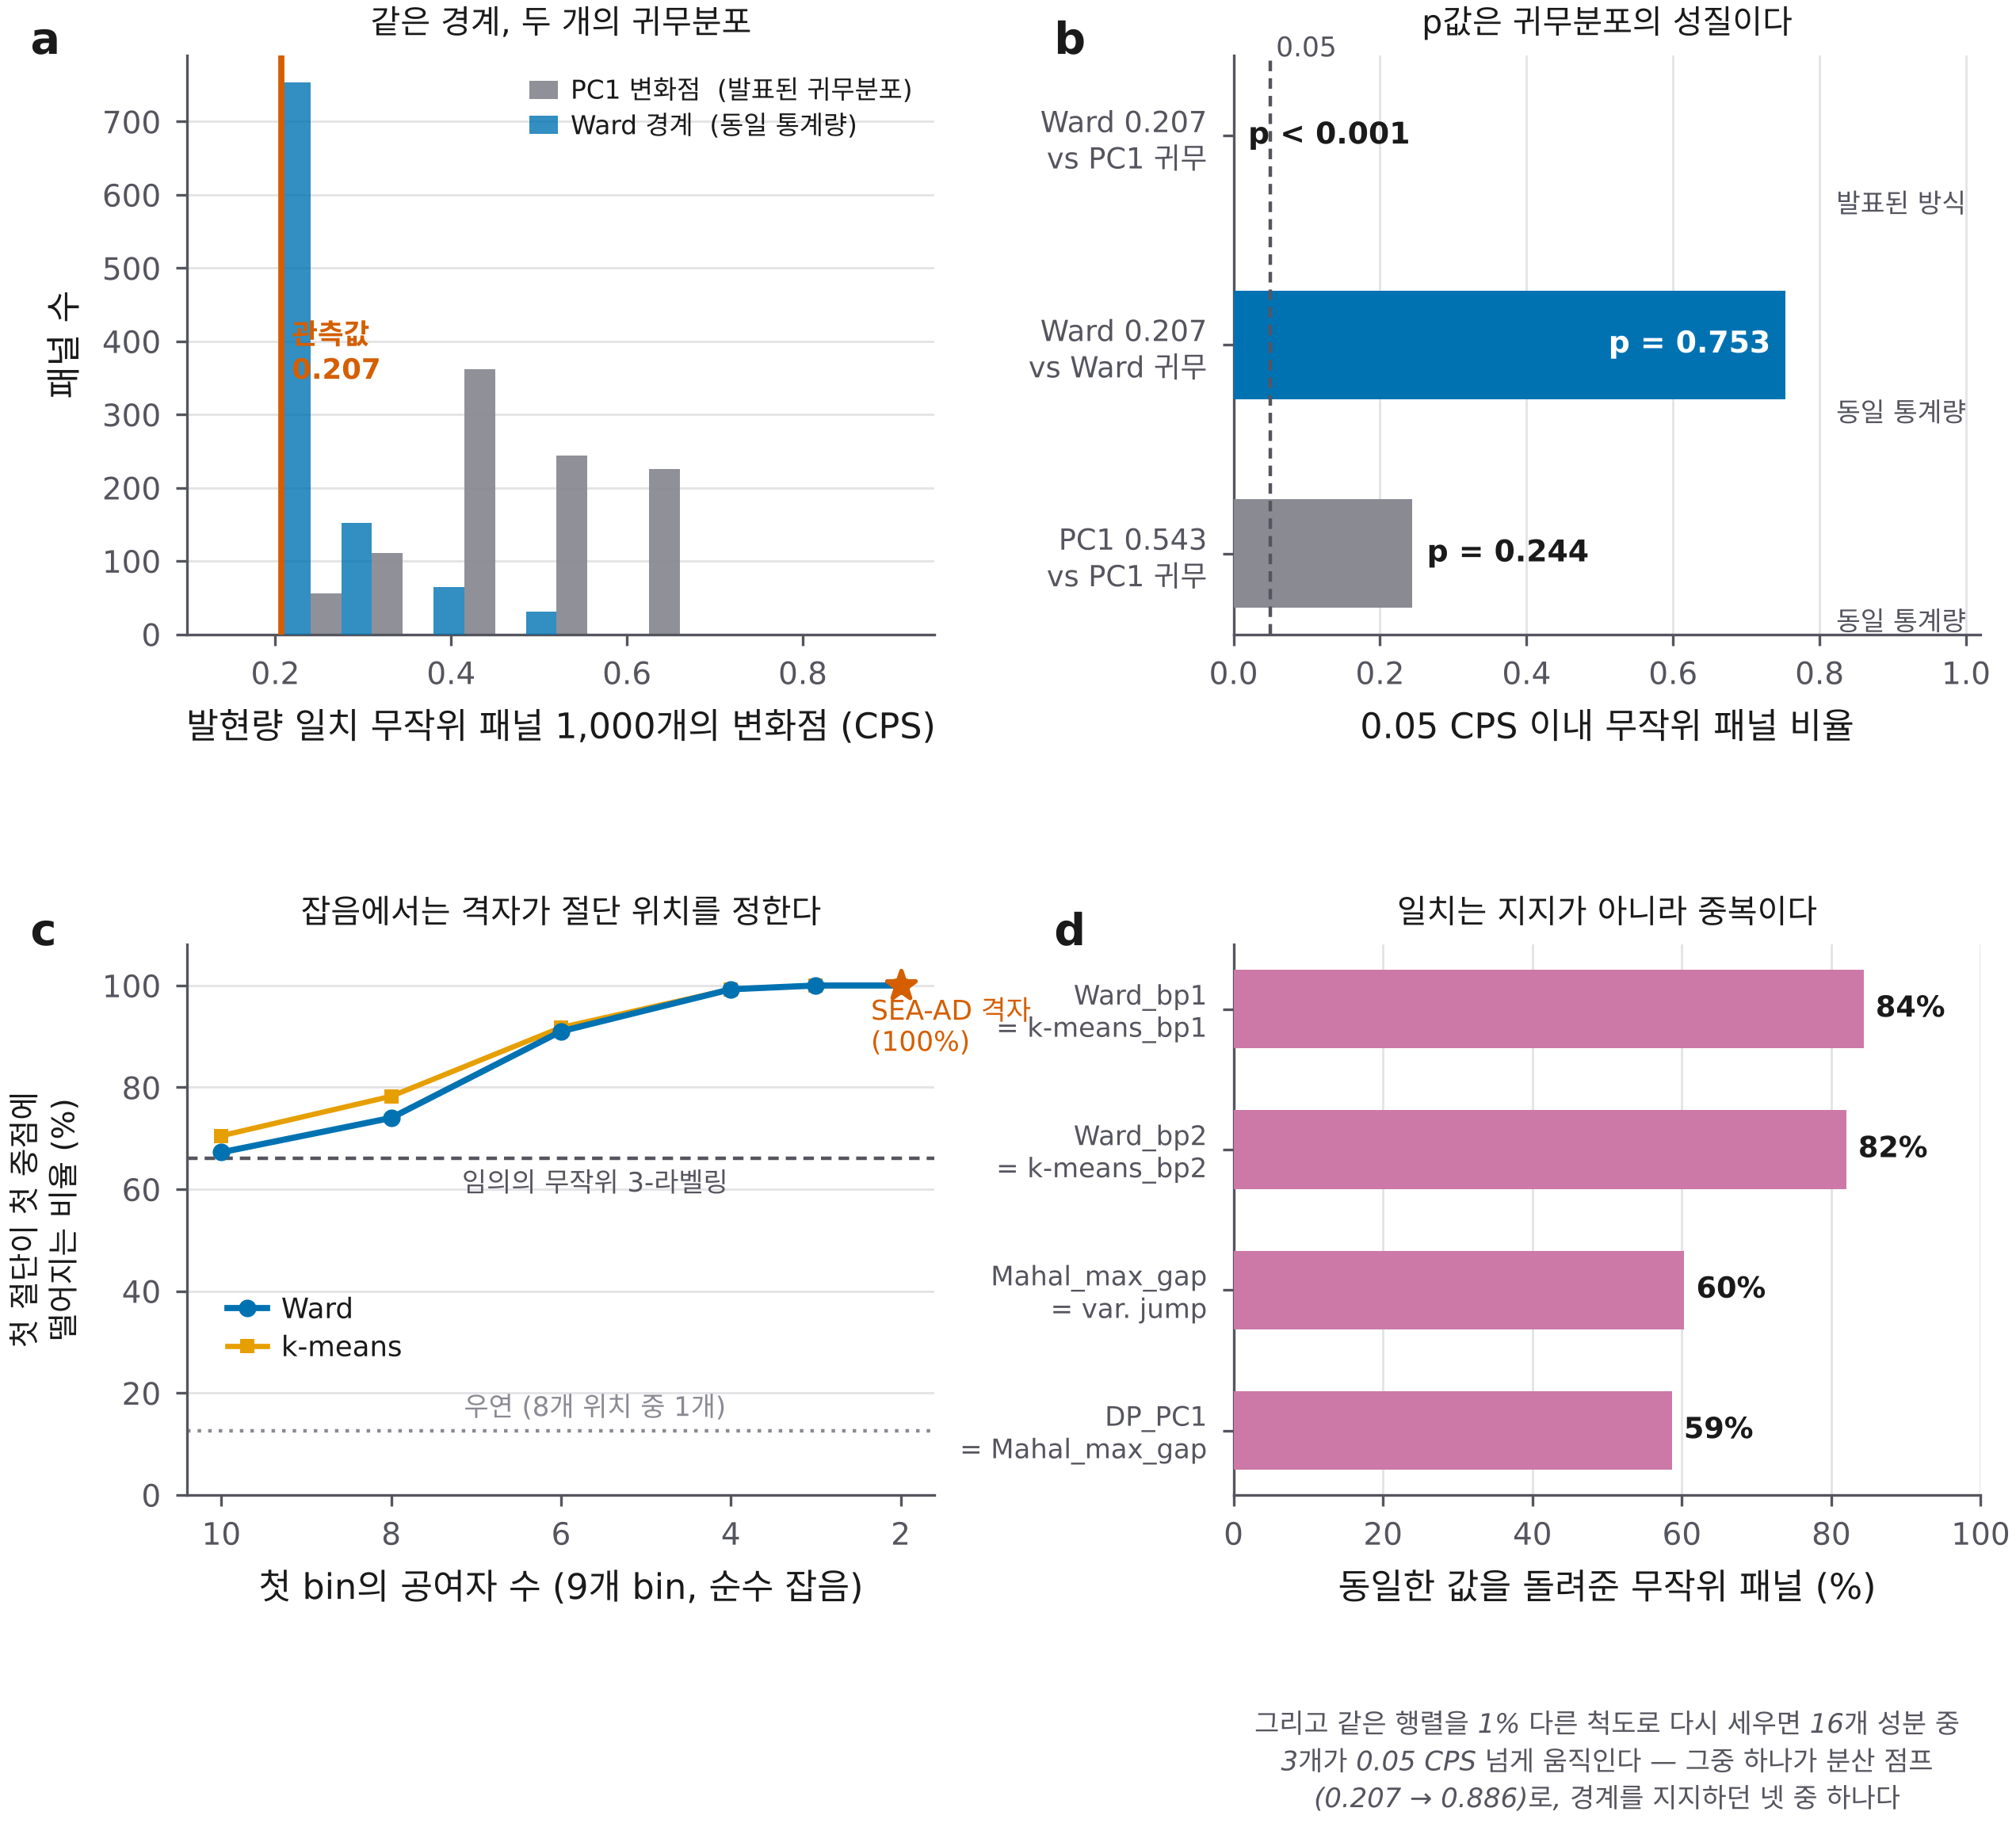 a
같은 경계, 두 개의 귀무분포
PC1 변화점 (발표된 귀무분포)
Ward 경계 (동일 통계량)
관측값
0.207
패널 수
700
600
500
400
300
200
100
0
0.2
0.4
0.6
0.8
발현량 일치 무작위 패널 1,000개의 변화점 (CPS)
b
p값은 귀무분포의 성질이다
0.05
Ward 0.207
vs PC1 귀무
p < 0.001
발표된 방식
Ward 0.207
vs Ward 귀무
p = 0.753
동일 통계량
PC1 0.543
vs PC1 귀무
p = 0.244
동일 통계량
0.0
0.2
0.4
0.6
0.8
1.0
0.05 CPS 이내 무작위 패널 비율
c
잡음에서는 격자가 절단 위치를 정한다
첫 절단이 첫 중점에
떨어지는 비율 (%)
100
80
60
40
20
0
SEA-AD 격자
(100%)
임의의 무작위 3-라벨링
Ward
k-means
우연 (8개 위치 중 1개)
10
8
6
4
2
첫 bin의 공여자 수 (9개 bin, 순수 잡음)
d
일치는 지지가 아니라 중복이다
Ward_bp1
= k-means_bp1
84%
Ward_bp2
= k-means_bp2
82%
Mahal_max_gap
= var. jump
60%
DP_PC1
= Mahal_max_gap
59%
0
20
40
60
80
100
동일한 값을 돌려준 무작위 패널 (%)
그리고 같은 행렬을 1% 다른 척도로 다시 세우면 16개 성분 중
3개가 0.05 CPS 넘게 움직인다 — 그중 하나가 분산 점프
(0.207 → 0.886)로, 경계를 지지하던 넷 중 하나다